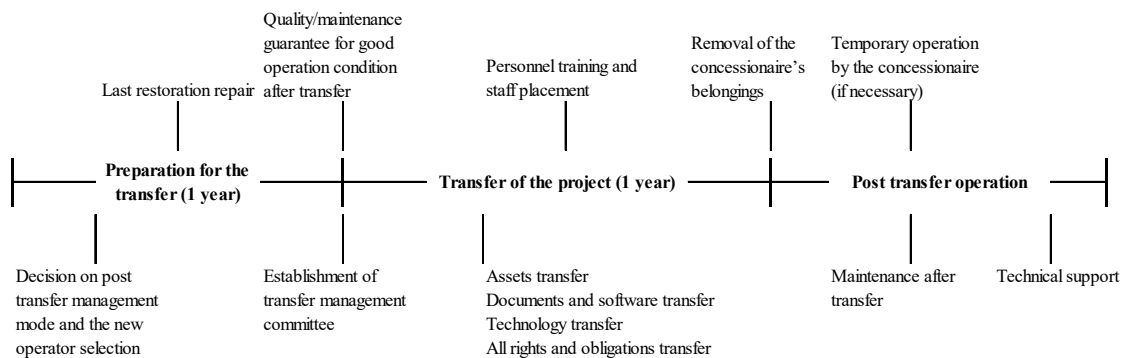 Quality/maintenance
guarantee for good
operation condition
after transfer
Last restoration repair
Personnel training and
staff placement
Removal of the
concessionaire's
belongings
Temporary operation
by the concessionaire
(if necessary)
Preparation for the
transfer (1 year)
Transfer of the project (1 year)
Post transfer operation
Decision on post
transfer management
mode and the new
operator selection
Establishment of
transfer management
committee
Assets transfer
Documents and software transfer
Technology transfer
All rights and obligations transfer
Maintenance after
transfer
Technical support